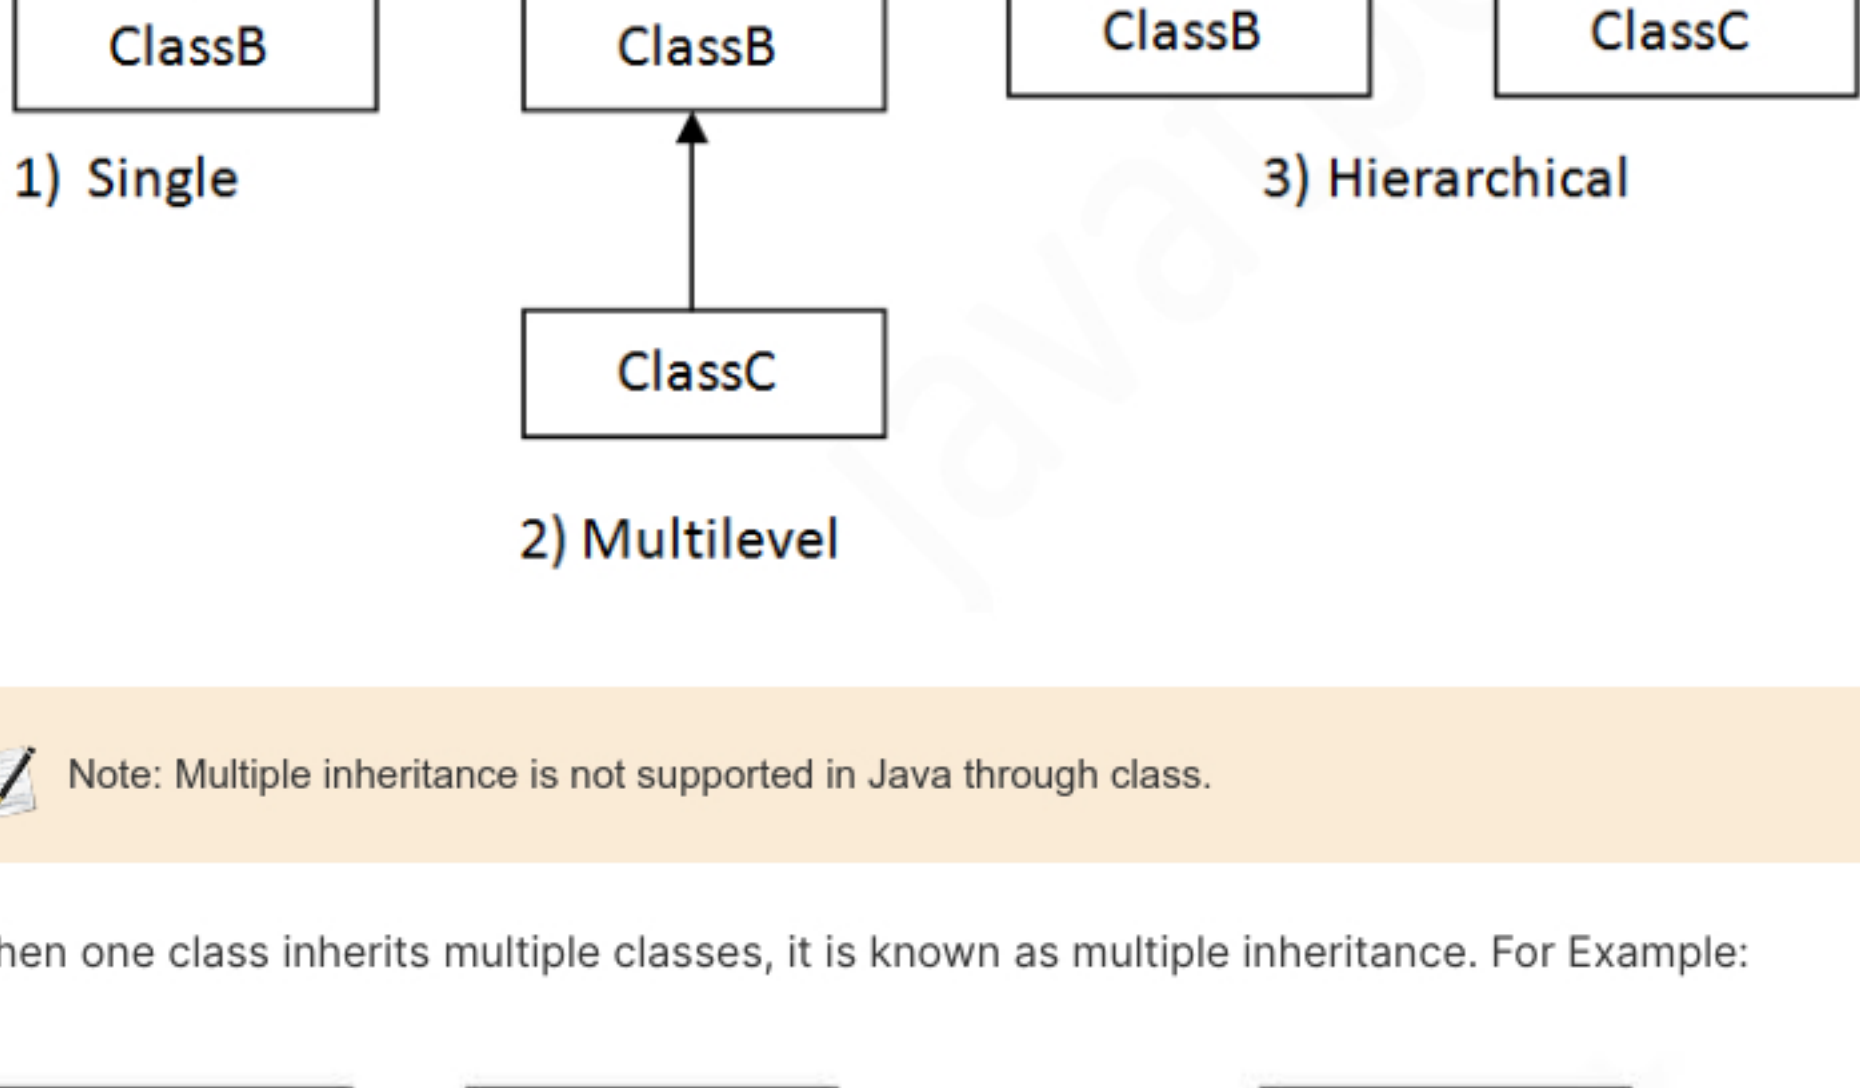 ClassB ClassB ClassB ClassC
1) Single 3) Hierarchical
ClassC
2) Multilevel
Note: Multiple inheritance is not supported in Java through class.
hen one class inherits multiple classes, it is known as multiple inheritance. For Example: